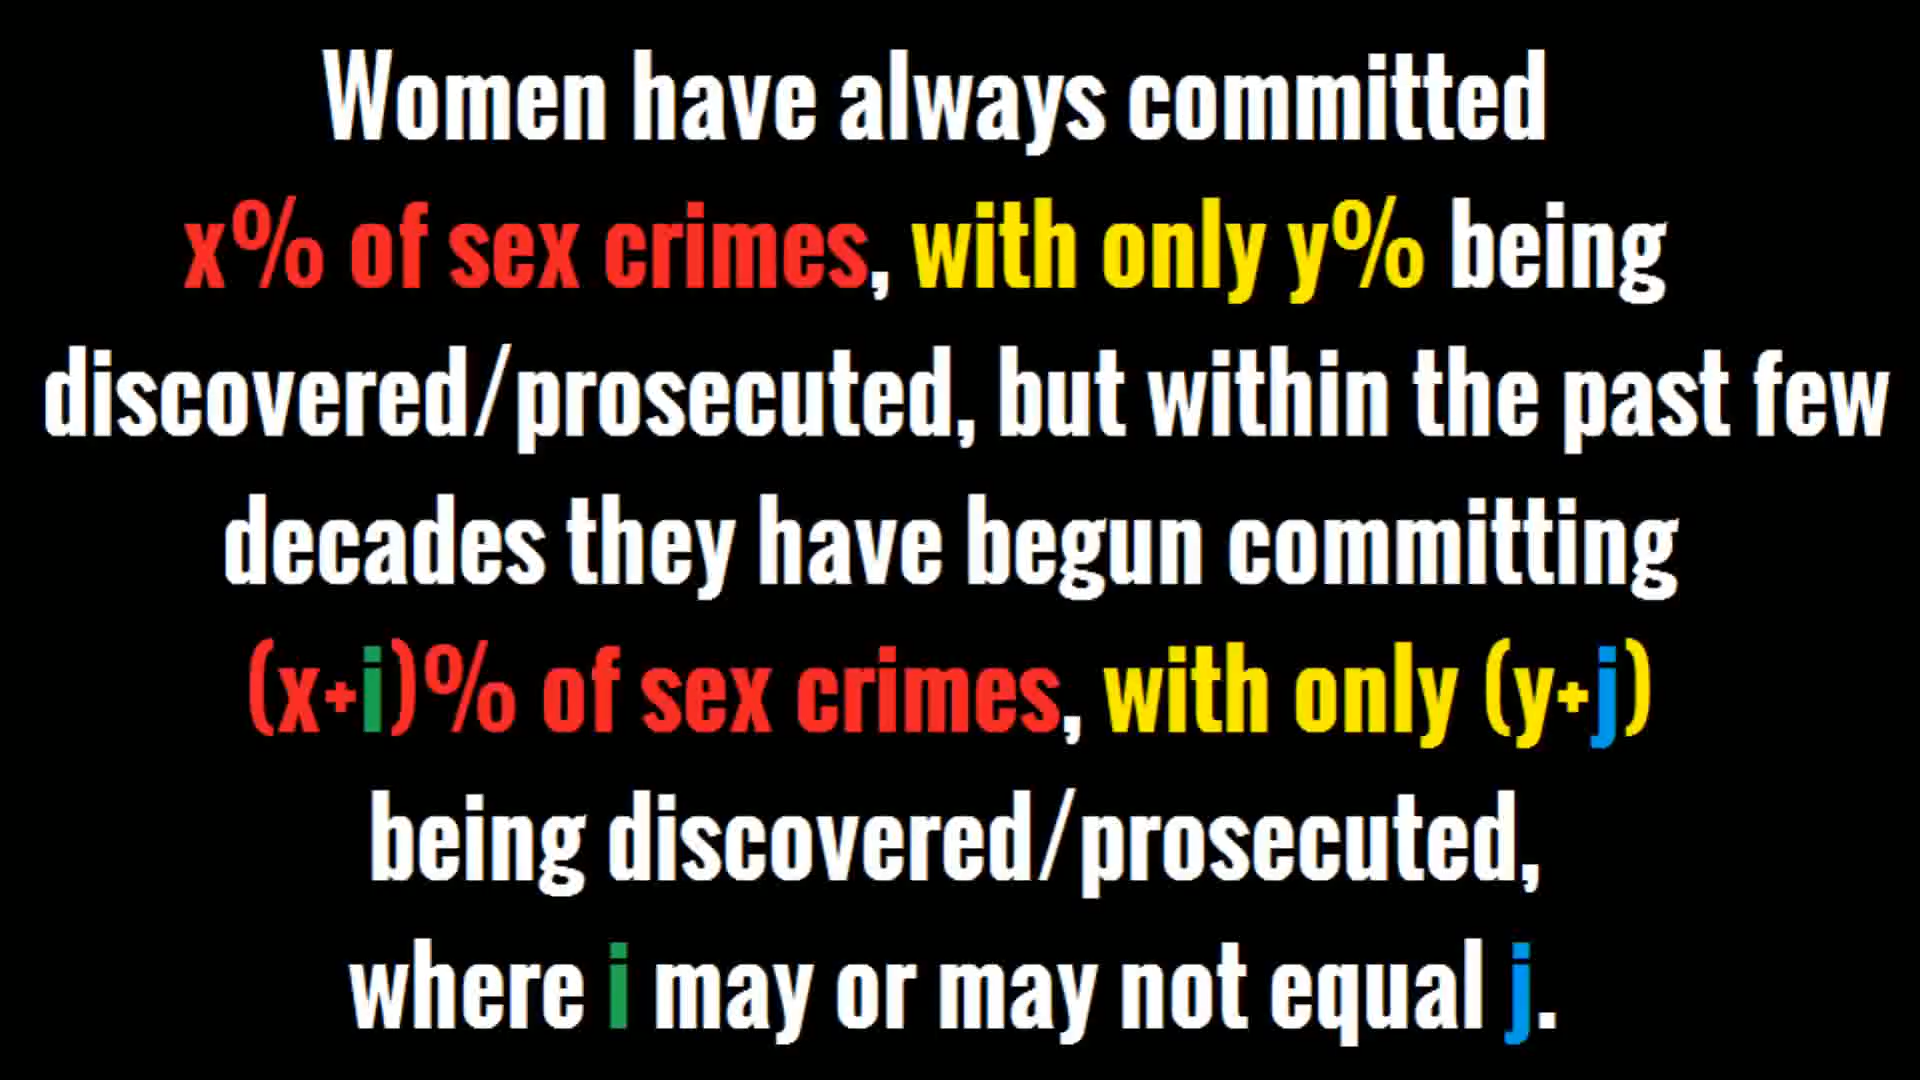 Women have always committed
x% of sex crimes, with only y% being
discovered/prosecuted, but within the past few
decades they have begun committing
(x+i)% of sex crimes, with only (y+j)
being discovered/prosecuted,
where i may or may not equal j.